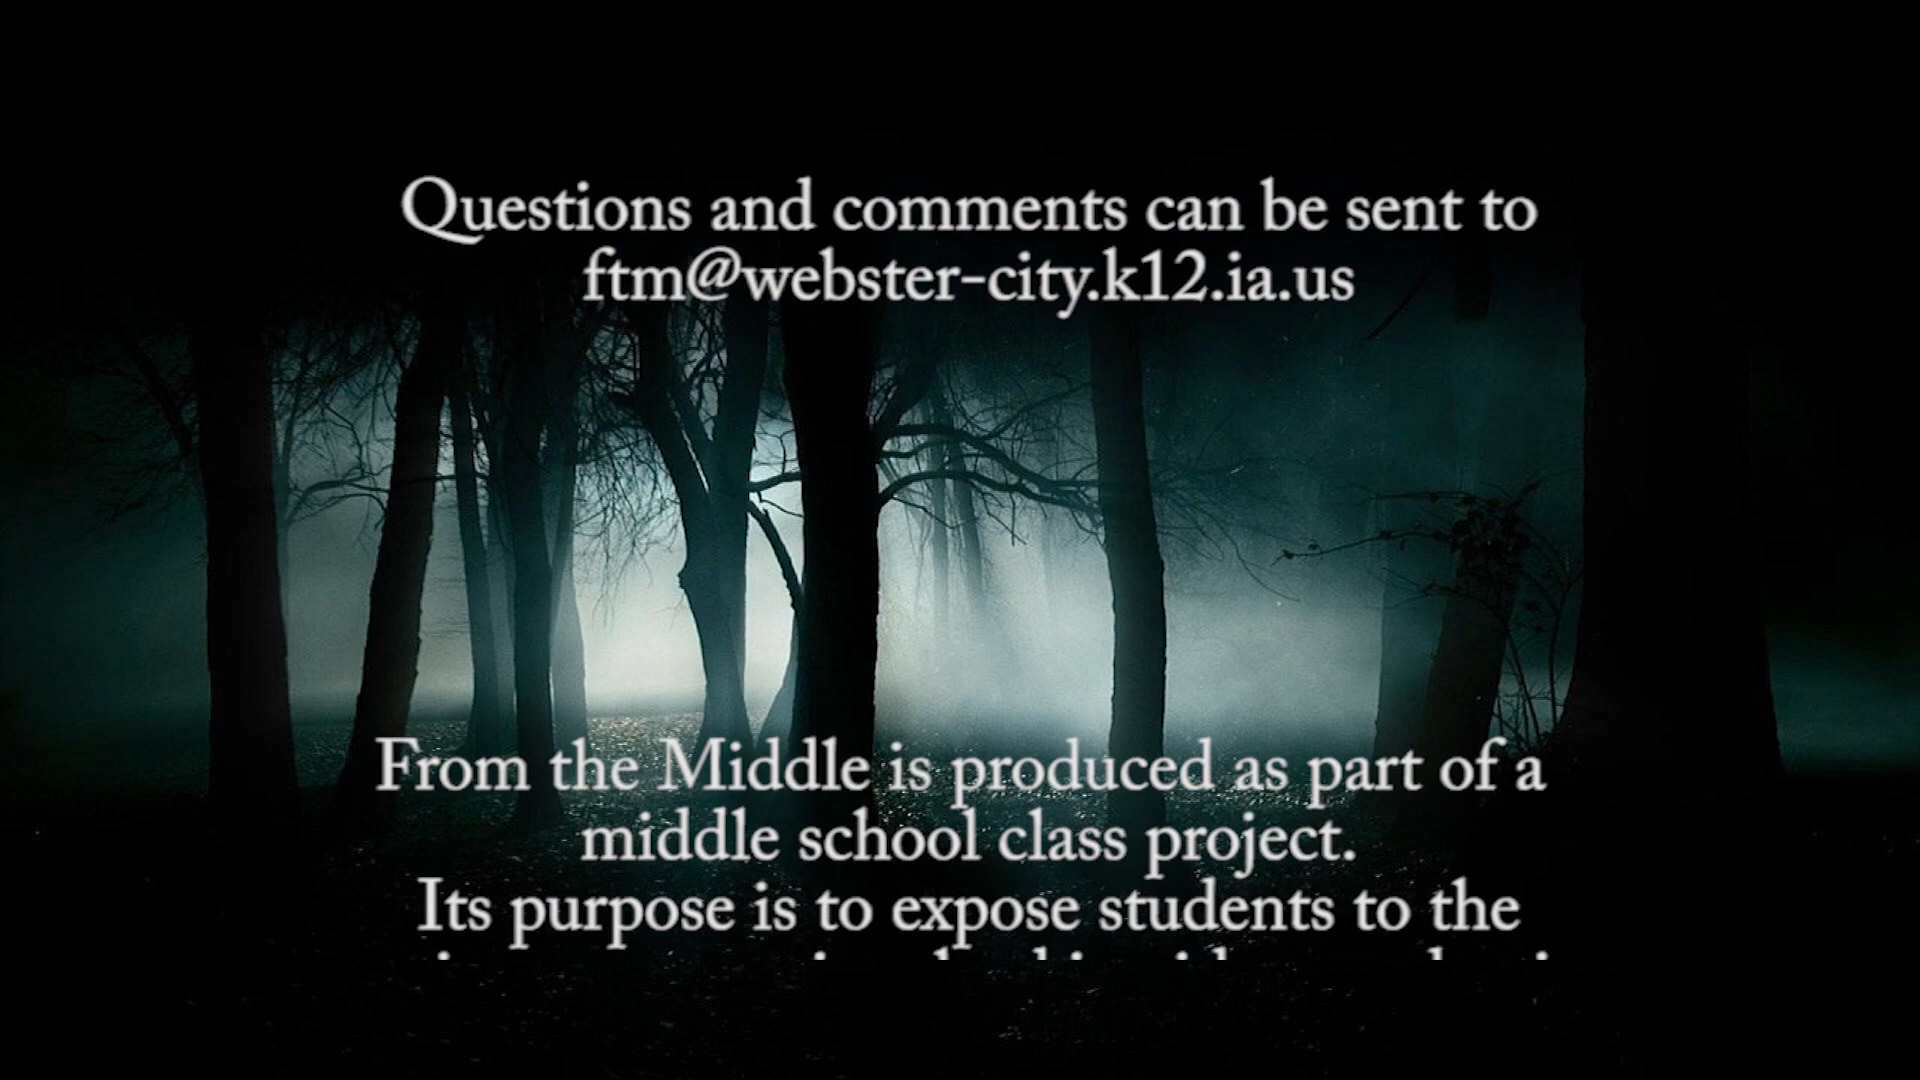 Questions and comments can be sent to
ftm@webster-city.k12.ia.us
From the Middle is produced as part of a
middle school class project.
Its purpose is to expose students to the